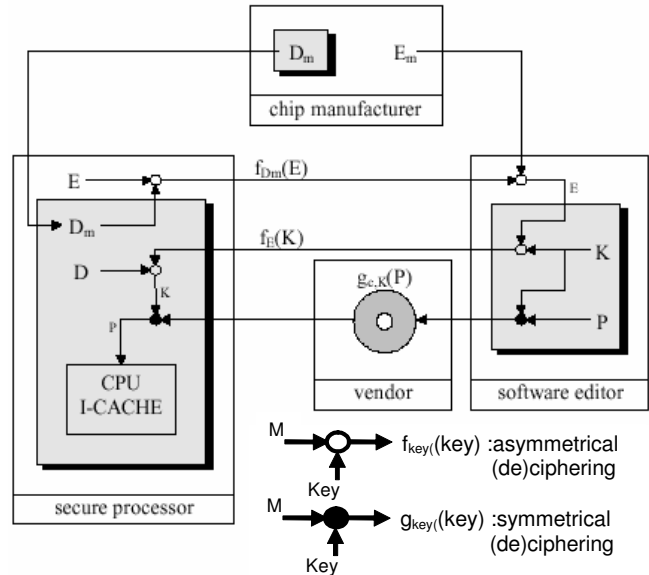 Dm
Em
chip manufacturer
E
fDm(E)
E
Dm
fE(K)
K
D
K
gc,K(P)
P
P
CPU
I-CACHE
vendor
software editor
secure processor
M
Key
fkey((key) :asymmetrical
(de)ciphering
M
Key
gkey((key) :symmetrical
(de)ciphering